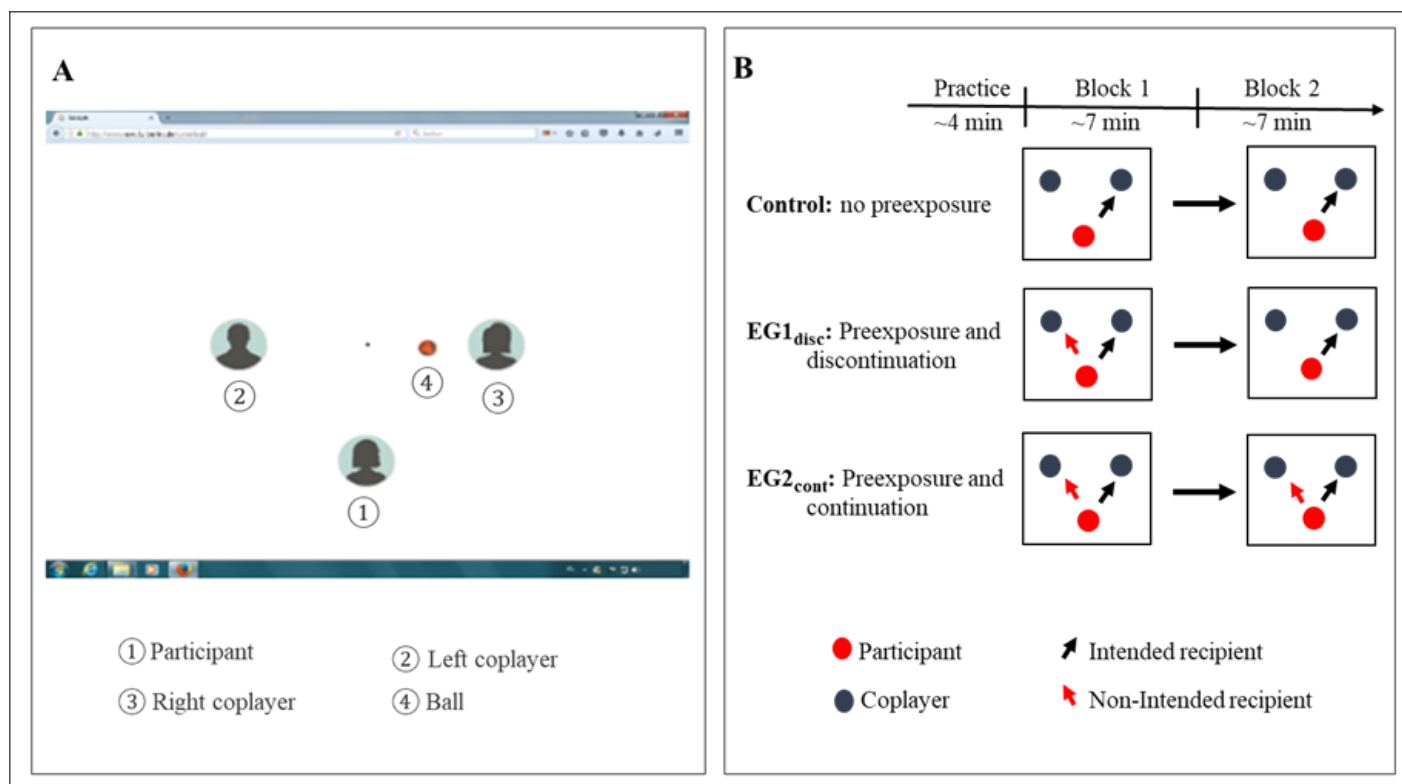 A
Google
① Participant
② Left coplayer
③ Right coplayer
④ Ball
②
④
③
①
B
Practice Block 1 Block 2
~4 min ~7 min ~7 min
Control: no preexposure
EG1disc: Preexposure and
discontinuation
EG2cont: Preexposure and
continuation
Participant
Intended recipient
Coplayer
Non-Intended recipient